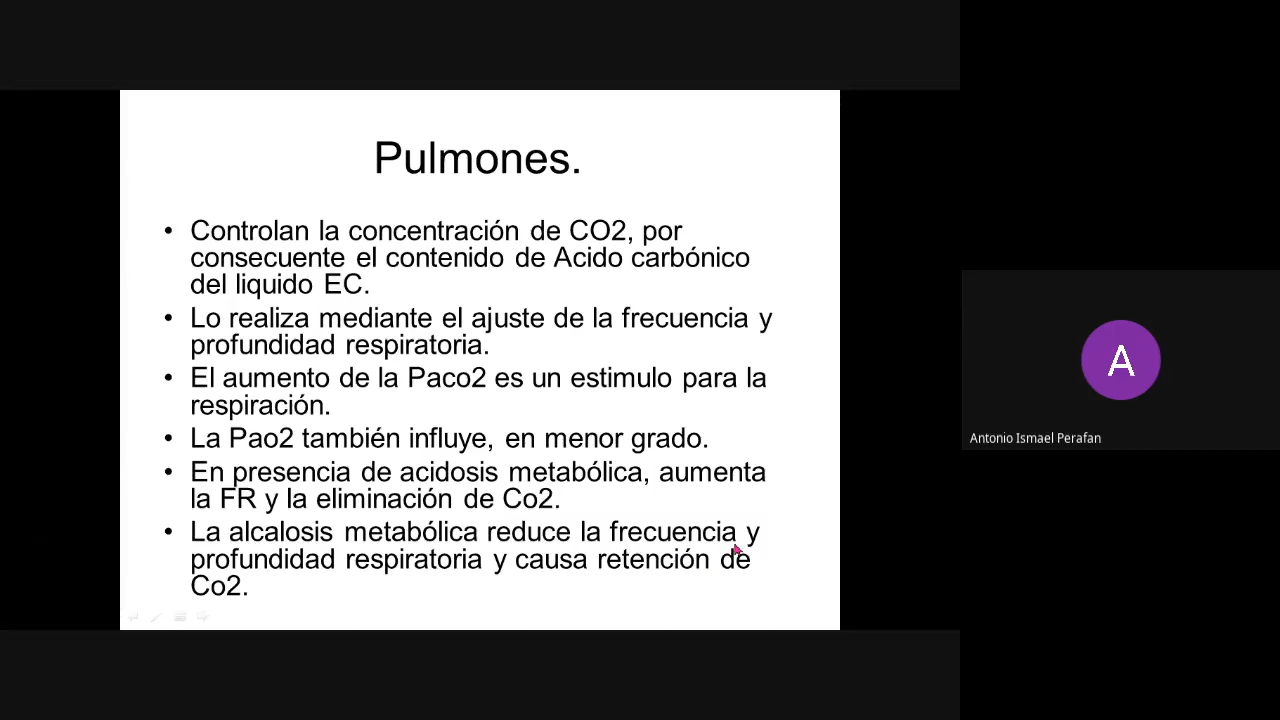 Pulmones.
• Controlan la concentración de CO2, por
consecuente el contenido de Acido carbónico
del liquido EC.
• Lo realiza mediante el ajuste de la frecuencia y
profundidad respiratoria.
• El aumento de la Paco2 es un estimulo para la
respiración.
• La Pao2 también influye, en menor grado.
• En presencia de acidosis metabólica, aumenta
la FR y la eliminación de Co2.
• La alcalosis metabólica reduce la frecuencia y
profundidad respiratoria y causa retención de
Co2.
A
Antonio Ismael Perafan